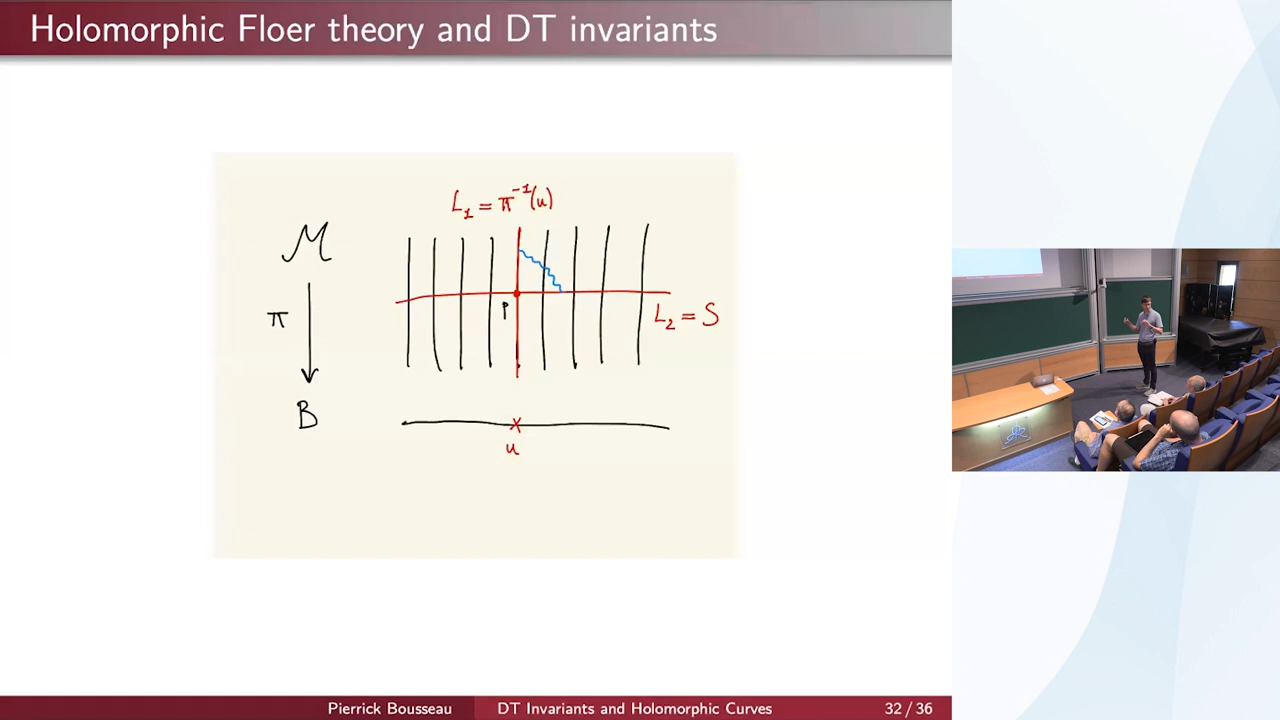 Holomorphic Floer theory and DT invariants
L₁ = π⁻¹(u)
M
π
P
L₂ = S
B
u
Pierrick Bousseau
DT Invariants and Holomorphic Curves
32 / 36